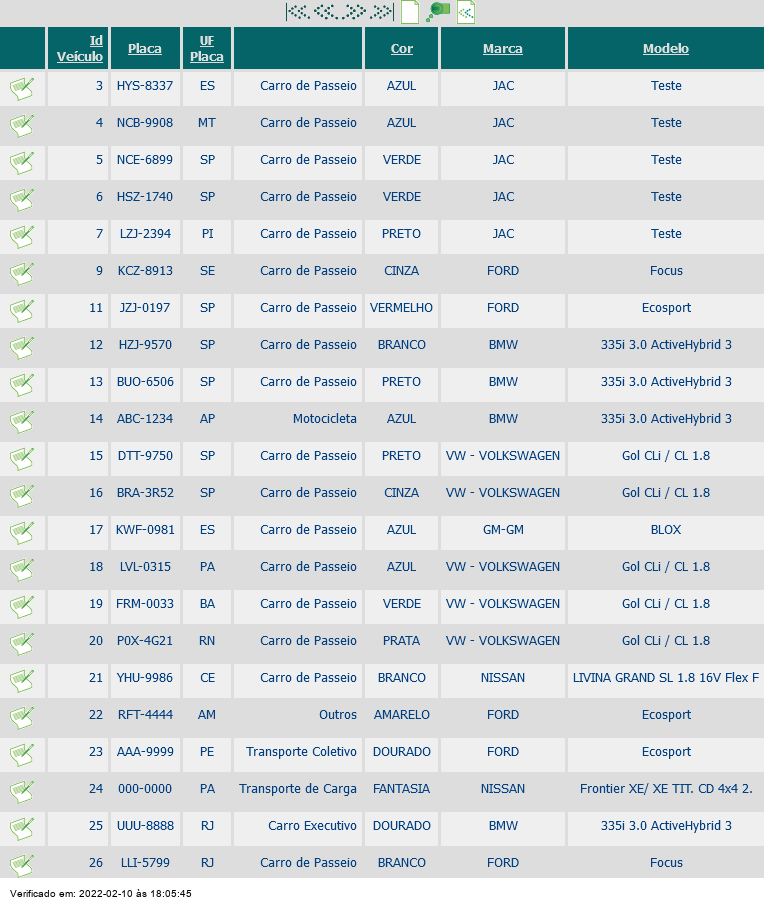 Id Veículo Placa UF Placa Cor Marca Modelo
3 HYS-8337 ES Carro de Passeio AZUL JAC Teste
4 NCB-9908 MT Carro de Passeio AZUL JAC Teste
5 NCE-6899 SP Carro de Passeio VERDE JAC Teste
6 HSZ-1740 SP Carro de Passeio VERDE JAC Teste
7 LZJ-2394 PI Carro de Passeio PRETO JAC Teste
9 KCZ-8913 SE Carro de Passeio CINZA FORD Focus
11 JZJ-0197 SP Carro de Passeio VERMELHO FORD Ecosport
12 HZJ-9570 SP Carro de Passeio BRANCO BMW 335i 3.0 ActiveHybrid 3
13 BUO-6506 SP Carro de Passeio PRETO BMW 335i 3.0 ActiveHybrid 3
14 ABC-1234 AP Motocicleta AZUL BMW 335i 3.0 ActiveHybrid 3
15 DTT-9750 SP Carro de Passeio PRETO VW - VOLKSWAGEN Gol CLi / CL 1.8
16 BRA-3R52 SP Carro de Passeio CINZA VW - VOLKSWAGEN Gol CLi / CL 1.8
17 KWF-0981 ES Carro de Passeio AZUL GM-GM BLOX
18 LVL-0315 PA Carro de Passeio AZUL VW - VOLKSWAGEN Gol CLi / CL 1.8
19 FRM-0033 BA Carro de Passeio VERDE VW - VOLKSWAGEN Gol CLi / CL 1.8
20 P0X-4G21 RN Carro de Passeio PRATA VW - VOLKSWAGEN Gol CLi / CL 1.8
21 YHU-9986 CE Carro de Passeio BRANCO NISSAN LIVINA GRAND SL 1.8 16V Flex F
22 RFT-4444 AM Outros AMARELO FORD Ecosport
23 AAA-9999 PE Transporte Coletivo DOURADO FORD Ecosport
24 000-0000 PA Transporte de Carga FANTASIA NISSAN Frontier XE/ XE TIT. CD 4x4 2.
25 UUU-8888 RJ Carro Executivo DOURADO BMW 335i 3.0 ActiveHybrid 3
26 LLI-5799 RJ Carro de Passeio BRANCO FORD Focus
Verificado em: 2022-02-10 às 18:05:45